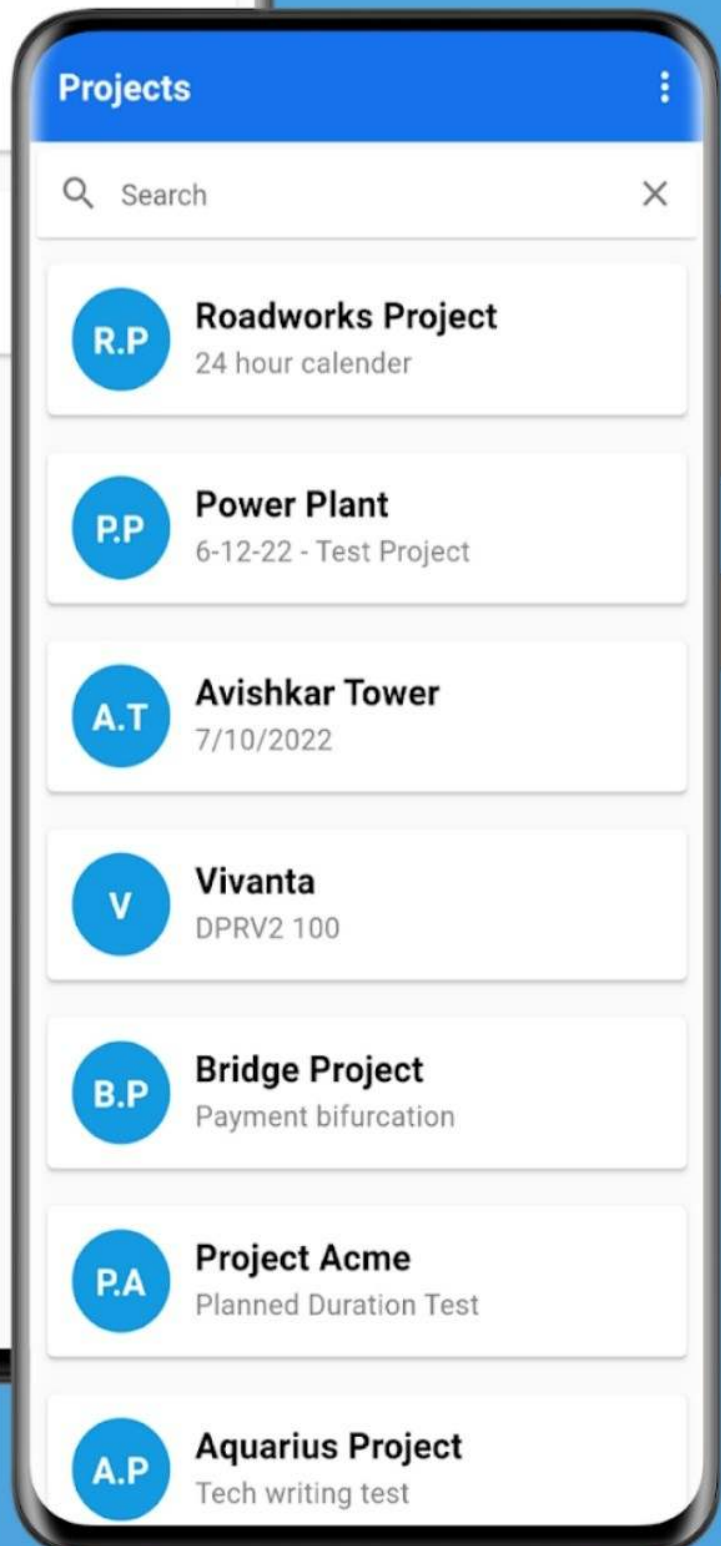 Projects
Search
R.P
Roadworks Project
24 hour calender
P.P
Power Plant
6-12-22 - Test Project
A.T
Avishkar Tower
7/10/2022
V
Vivanta
DPRV2 100
B.P
Bridge Project
Payment bifurcation
P.A
Project Acme
Planned Duration Test
A.P
Aquarius Project
Tech writing test